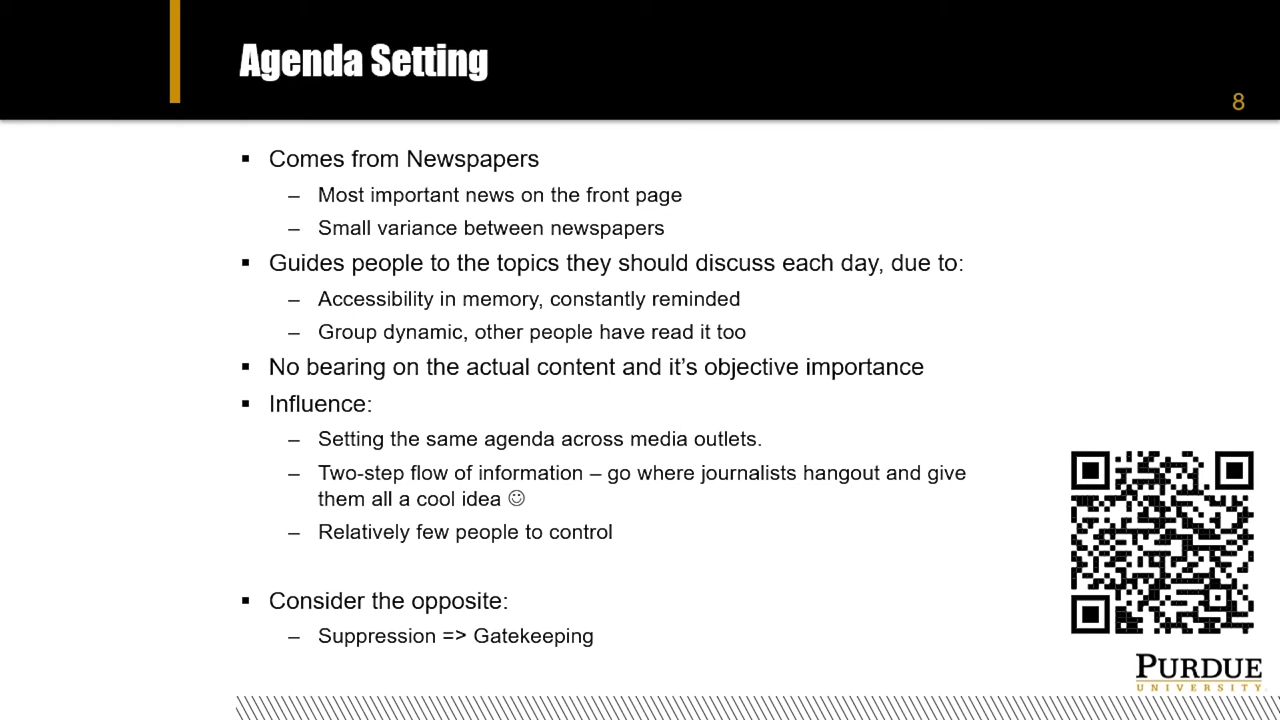 Agenda Setting
8
▪ Comes from Newspapers
– Most important news on the front page
– Small variance between newspapers
▪ Guides people to the topics they should discuss each day, due to:
– Accessibility in memory, constantly reminded
– Group dynamic, other people have read it too
▪ No bearing on the actual content and it's objective importance
▪ Influence:
– Setting the same agenda across media outlets.
– Two-step flow of information – go where journalists hangout and give
them all a cool idea ☺
– Relatively few people to control
▪ Consider the opposite:
– Suppression => Gatekeeping
PURDUE
UNIVERSITY